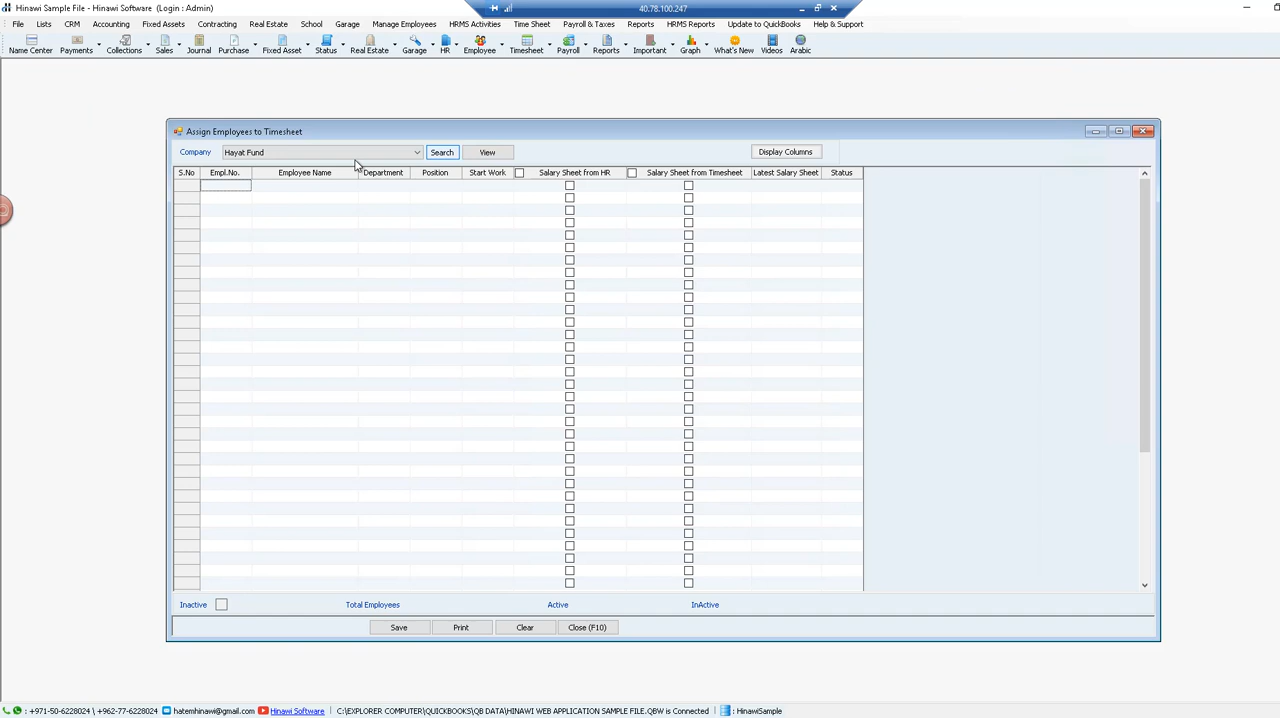 Hinawi Sample File - Hinawi Software (Login : Admin)
40.78.100.247
File Lists CRM Accounting Fixed Assets Contracting Real Estate School Garage Manage Employees HRMS Activities Time Sheet Payroll & Taxes Reports HRMS Reports Update to QuickBooks Help & Support
Name Center Payments Collections Sales Journal Purchase Fixed Asset Status Real Estate Garage HR Employee Timesheet Payroll Reports Important Graph What's New Videos Arabic
Assign Employees to Timesheet
Company Hayat Fund Search View Display Columns
S.No Empl.No. Employee Name Department Position Start Work Salary Sheet from HR Salary Sheet from Timesheet Latest Salary Sheet Status
Inactive Total Employees Active InActive
Save Print Clear Close (F10)
: +971-50-6228024 \ +962-77-6228024 hatemhinawi@gmail.com Hinawi Software C:\EXPLORER COMPUTER\QUICKBOOKS\QB DATA\HINAWI WEB APPLICATION SAMPLE FILE.QBW is Connected : HinawiSample